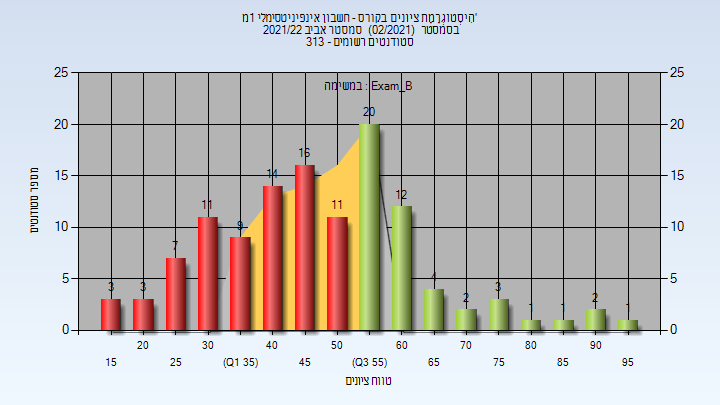 היסטוגרמת ציונים בקורס - חשבון אינפיניטסימלי 1מ'
בסמסטר (02/2021) סמסטר אביב 2021/22
סטודנטים רשומים - 313
במשימה : Exam_B
מספר סטודנטים
25 25
20 20
15 15
10 10
5 5
0 0
3 3 7 11 9 14 16 11 20 12 4 2 3 1 1 2 1
20 30 40 50 60 70 80 90
15 25 (Q1 35) 45 (Q3 55) 65 75 85 95
טווח ציונים